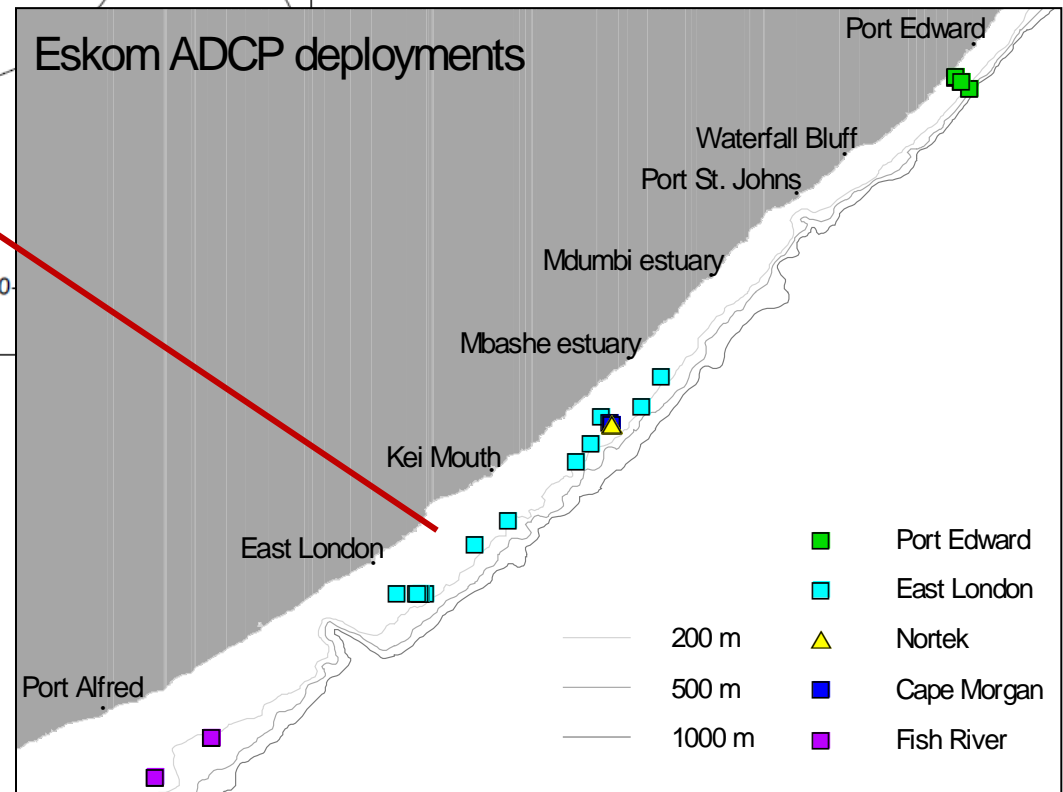 Eskom ADCP deployments
Port Edward
Waterfall Bluff
Port St. Johns
Mdumbi estuary
0
Mbashe estuary
Kei Mouth
East London
Port Alfred
Port Edward
East London
200 m Nortek
500 m Cape Morgan
1000 m Fish River